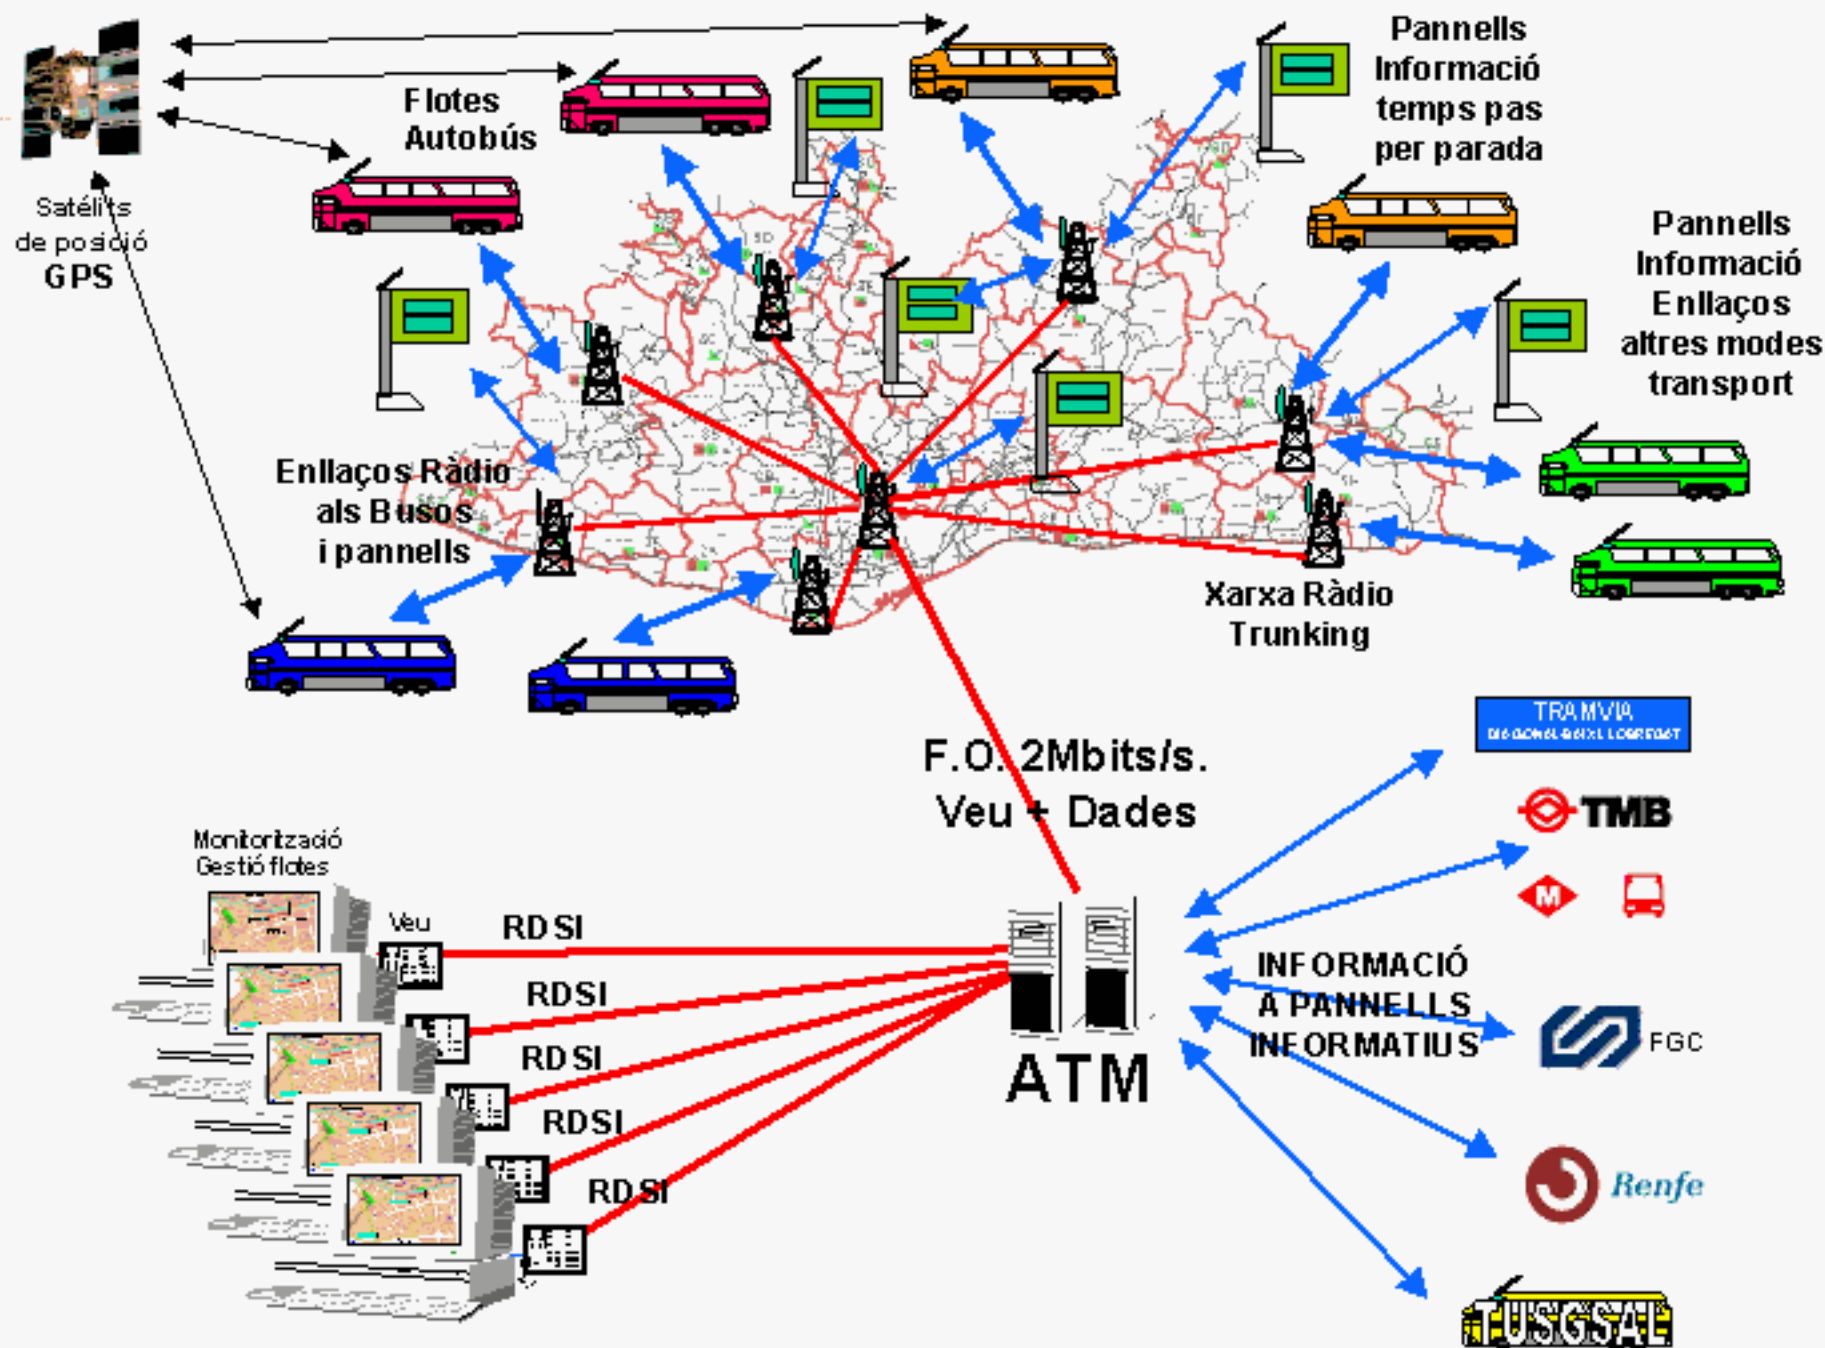 Flotes
Autobús
Pannells
Informació
temps pas
per parada
Satélits
de posició
GPS
Pannells
Informació
Enllaços
altres modes
transport
Enllaços Ràdio
als Busos
i pannells
Xarxa Ràdio
Trunking
F.O. 2Mbits/s.
Veu + Dades
TRAMVIA
TMB
M
Monitorització
Gestió flotes
Veu
RDSI
RDSI
RDSI
RDSI
RDSI
ATM
INFORMACIÓ
A PANNELLS
INFORMATIUS
FGC
Renfe
TUSGSAL